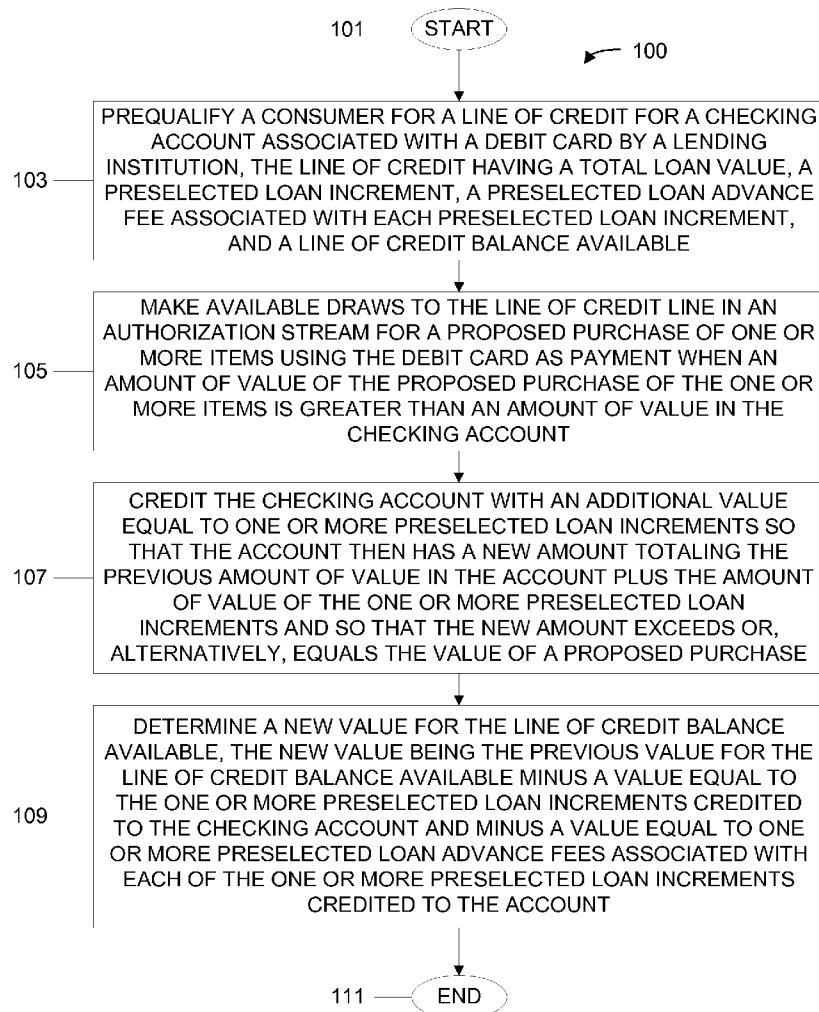 101
START
100
PREQUALIFY A CONSUMER FOR A LINE OF CREDIT FOR A CHECKING
ACCOUNT ASSOCIATED WITH A DEBIT CARD BY A LENDING
INSTITUTION, THE LINE OF CREDIT HAVING A TOTAL LOAN VALUE, A
103
PRESELECTED LOAN INCREMENT, A PRESELECTED LOAN ADVANCE
FEE ASSOCIATED WITH EACH PRESELECTED LOAN INCREMENT,
AND A LINE OF CREDIT BALANCE AVAILABLE
MAKE AVAILABLE DRAWS TO THE LINE OF CREDIT LINE IN AN
AUTHORIZATION STREAM FOR A PROPOSED PURCHASE OF ONE OR
MORE ITEMS USING THE DEBIT CARD AS PAYMENT WHEN AN
105
AMOUNT OF VALUE OF THE PROPOSED PURCHASE OF THE ONE OR
MORE ITEMS IS GREATER THAN AN AMOUNT OF VALUE IN THE
CHECKING ACCOUNT
CREDIT THE CHECKING ACCOUNT WITH AN ADDITIONAL VALUE
EQUAL TO ONE OR MORE PRESELECTED LOAN INCREMENTS SO
THAT THE ACCOUNT THEN HAS A NEW AMOUNT TOTALING THE
107
PREVIOUS AMOUNT OF VALUE IN THE ACCOUNT PLUS THE AMOUNT
OF VALUE OF THE ONE OR MORE PRESELECTED LOAN
INCREMENTS AND SO THAT THE NEW AMOUNT EXCEEDS OR,
ALTERNATIVELY, EQUALS THE VALUE OF A PROPOSED PURCHASE
DETERMINE A NEW VALUE FOR THE LINE OF CREDIT BALANCE
AVAILABLE, THE NEW VALUE BEING THE PREVIOUS VALUE FOR THE
LINE OF CREDIT BALANCE AVAILABLE MINUS A VALUE EQUAL TO
THE ONE OR MORE PRESELECTED LOAN INCREMENTS CREDITED
109
TO THE CHECKING ACCOUNT AND MINUS A VALUE EQUAL TO ONE
OR MORE PRESELECTED LOAN ADVANCE FEES ASSOCIATED WITH
EACH OF THE ONE OR MORE PRESELECTED LOAN INCREMENTS
CREDITED TO THE ACCOUNT
111
END